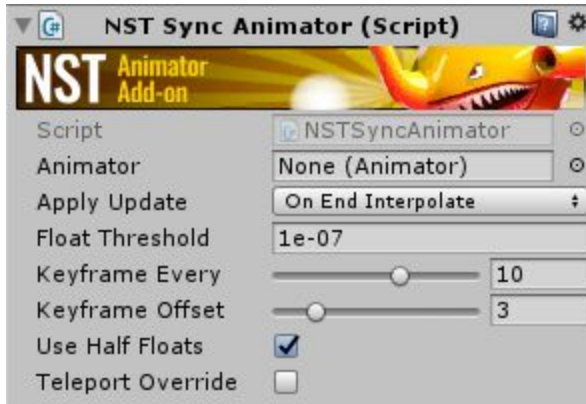 NST Sync Animator (Script)
NST Animator Add-on
Script NSTSyncAnimator
Animator None (Animator)
Apply Update On End Interpolate
Float Threshold 1e-07
Keyframe Every 10
Keyframe Offset 3
Use Half Floats
Teleport Override